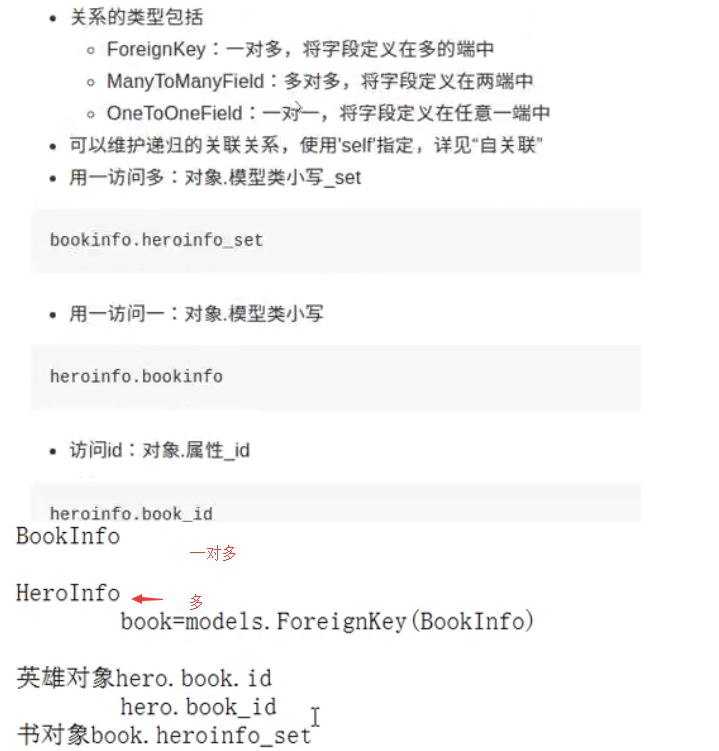 关系的类型包括
ForeignKey：一对多，将字段定义在多的端中
ManyToManyField：多对多，将字段定义在两端中
OneToOneField：一对一，将字段定义在任意一端中
可以维护递归的关联关系，使用'self'指定，详见“自关联”
用一访问多：对象.模型类小写_set
bookinfo.heroinfo_set
用一访问一：对象.模型类小写
heroinfo.bookinfo
访问id：对象.属性_id
heroinfo.book_id
BookInfo
一对多
HeroInfo
多
book=models.ForeignKey(BookInfo)
英雄对象hero.book.id
hero.book_id
书对象book.heroinfo_set